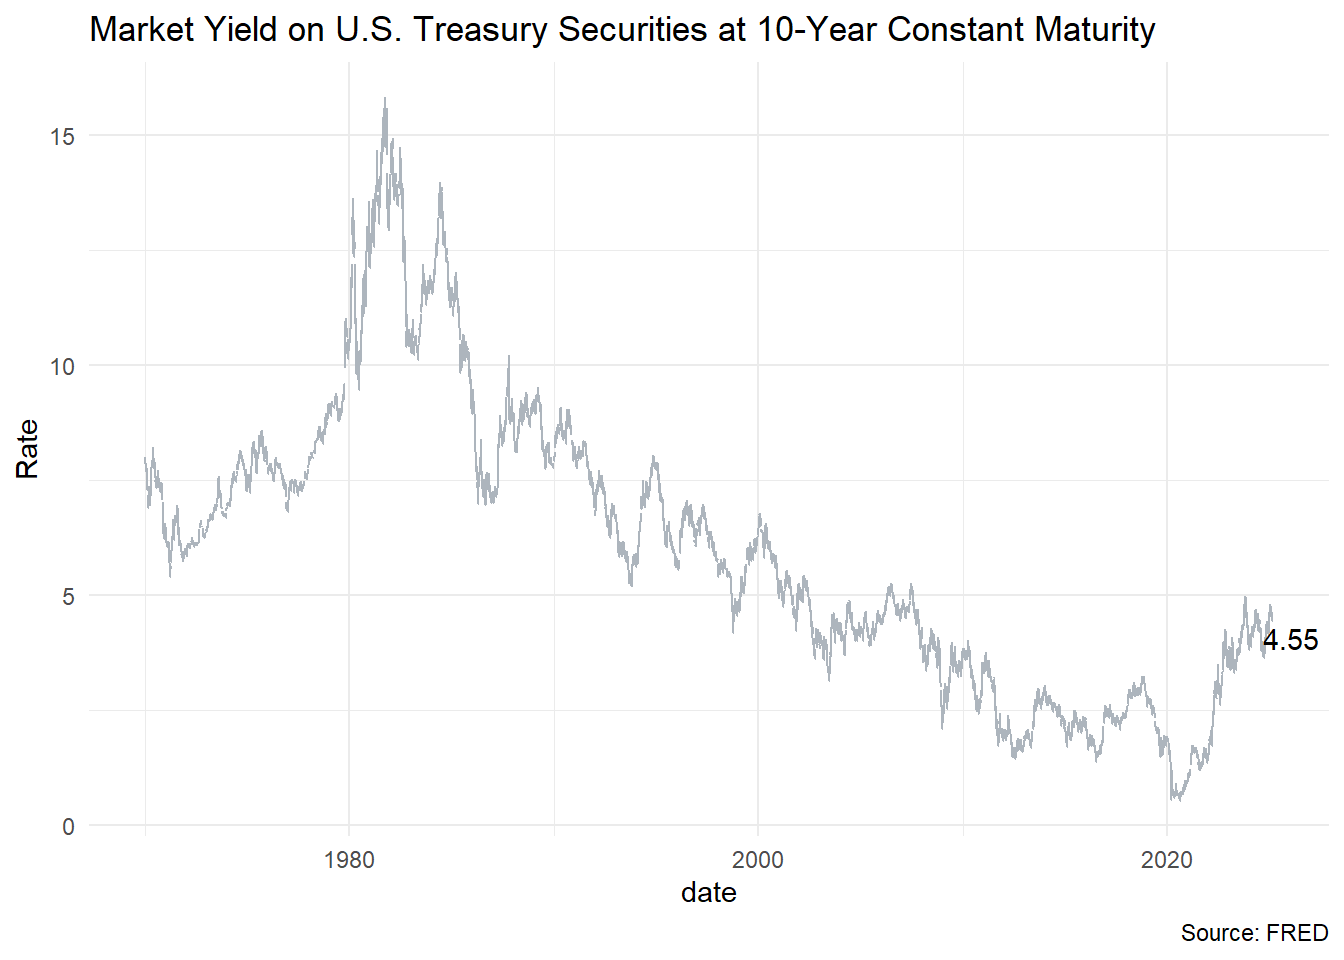 Market Yield on U.S. Treasury Securities at 10-Year Constant Maturity
15
10
5
0
Rate
4.55
1980
2000
2020
date
Source: FRED